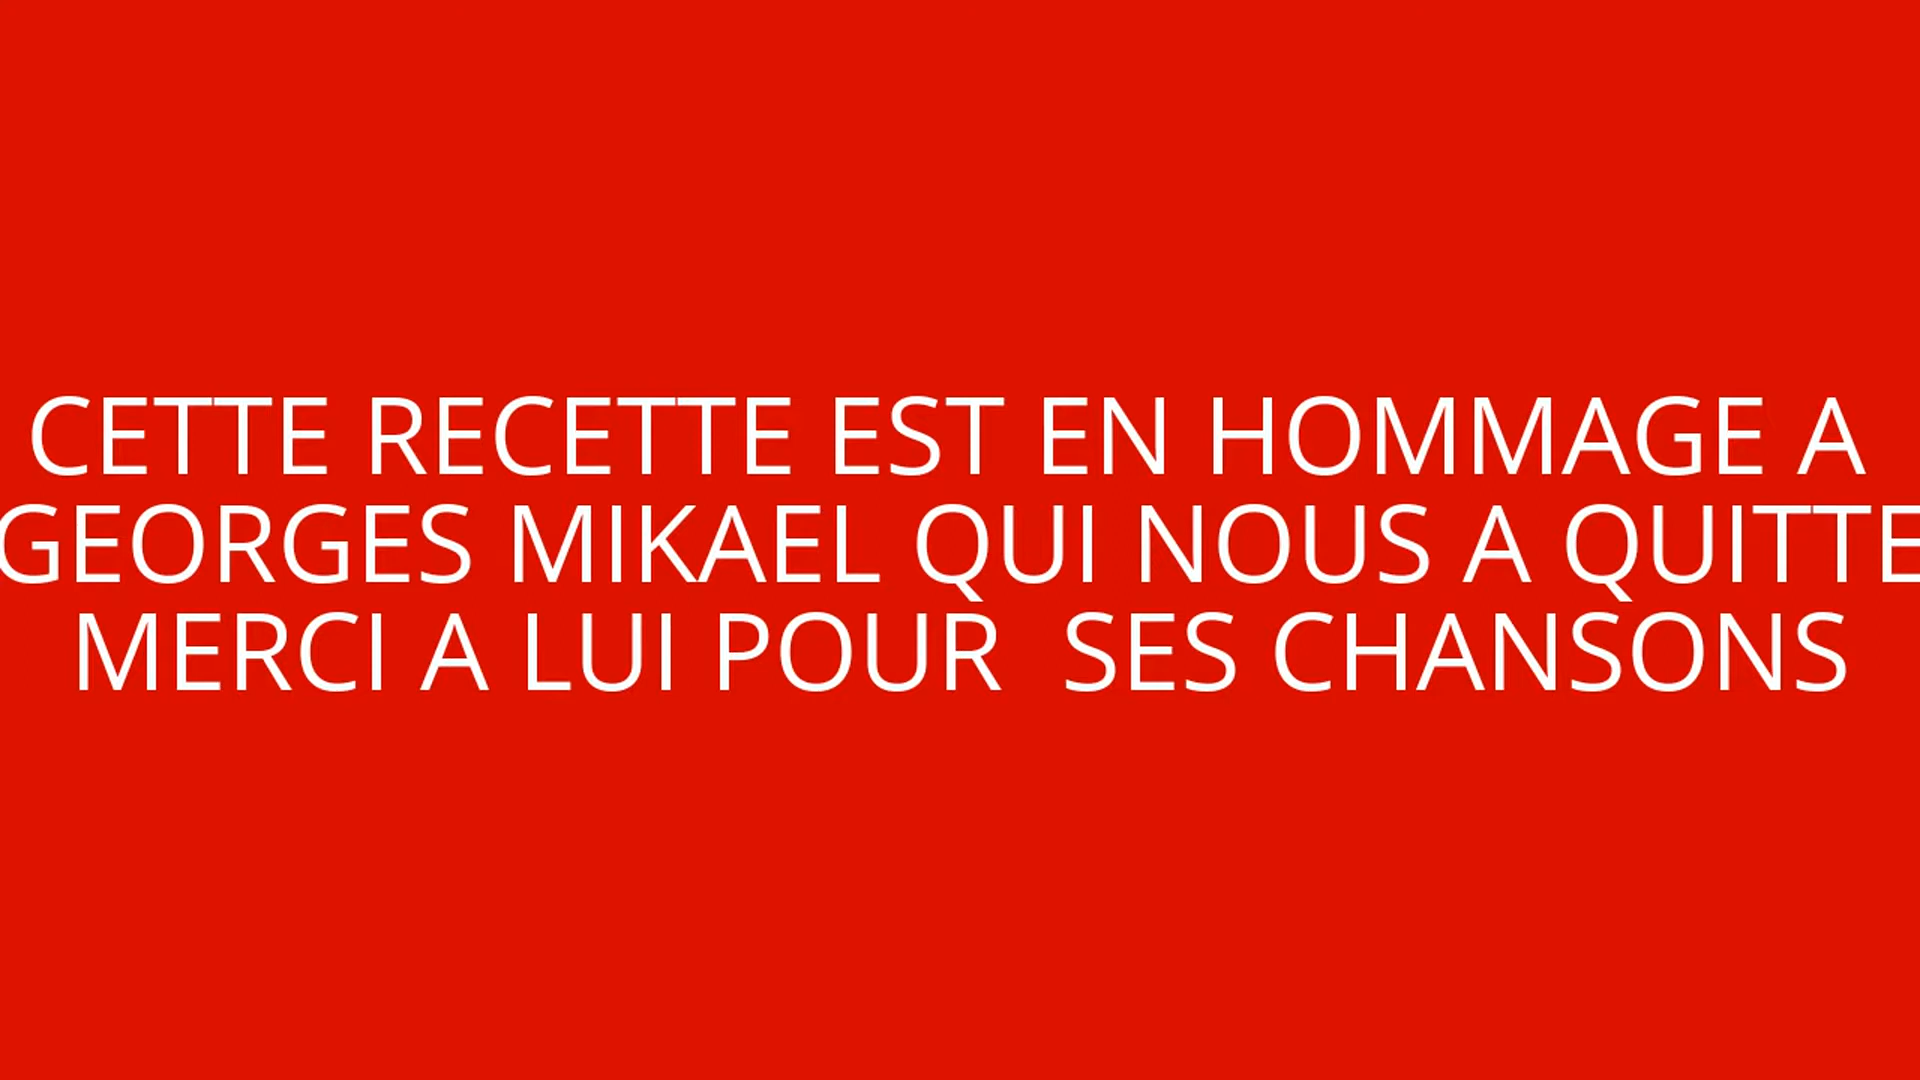 CETTE RECETTE EST EN HOMMAGE A
GEORGES MIKAEL QUI NOUS A QUITTE
MERCI A LUI POUR  SES CHANSONS